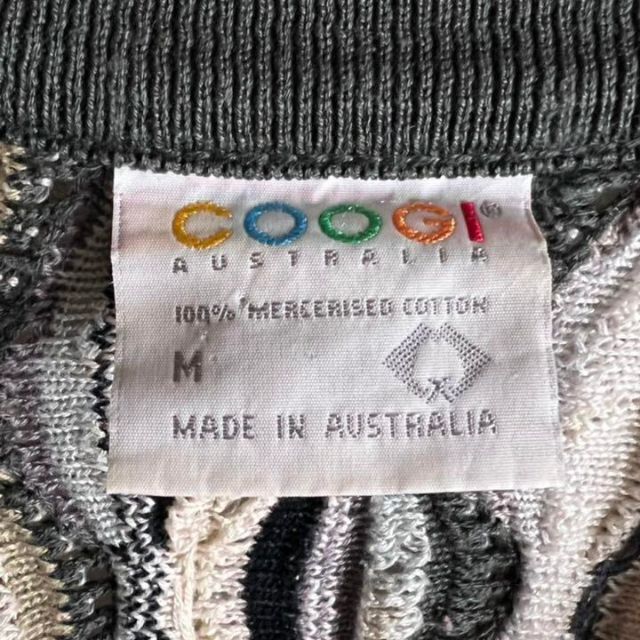 COOGI®
AUSTRALIA
100% MERCERISED COTTON
M
MADE IN AUSTRALIA